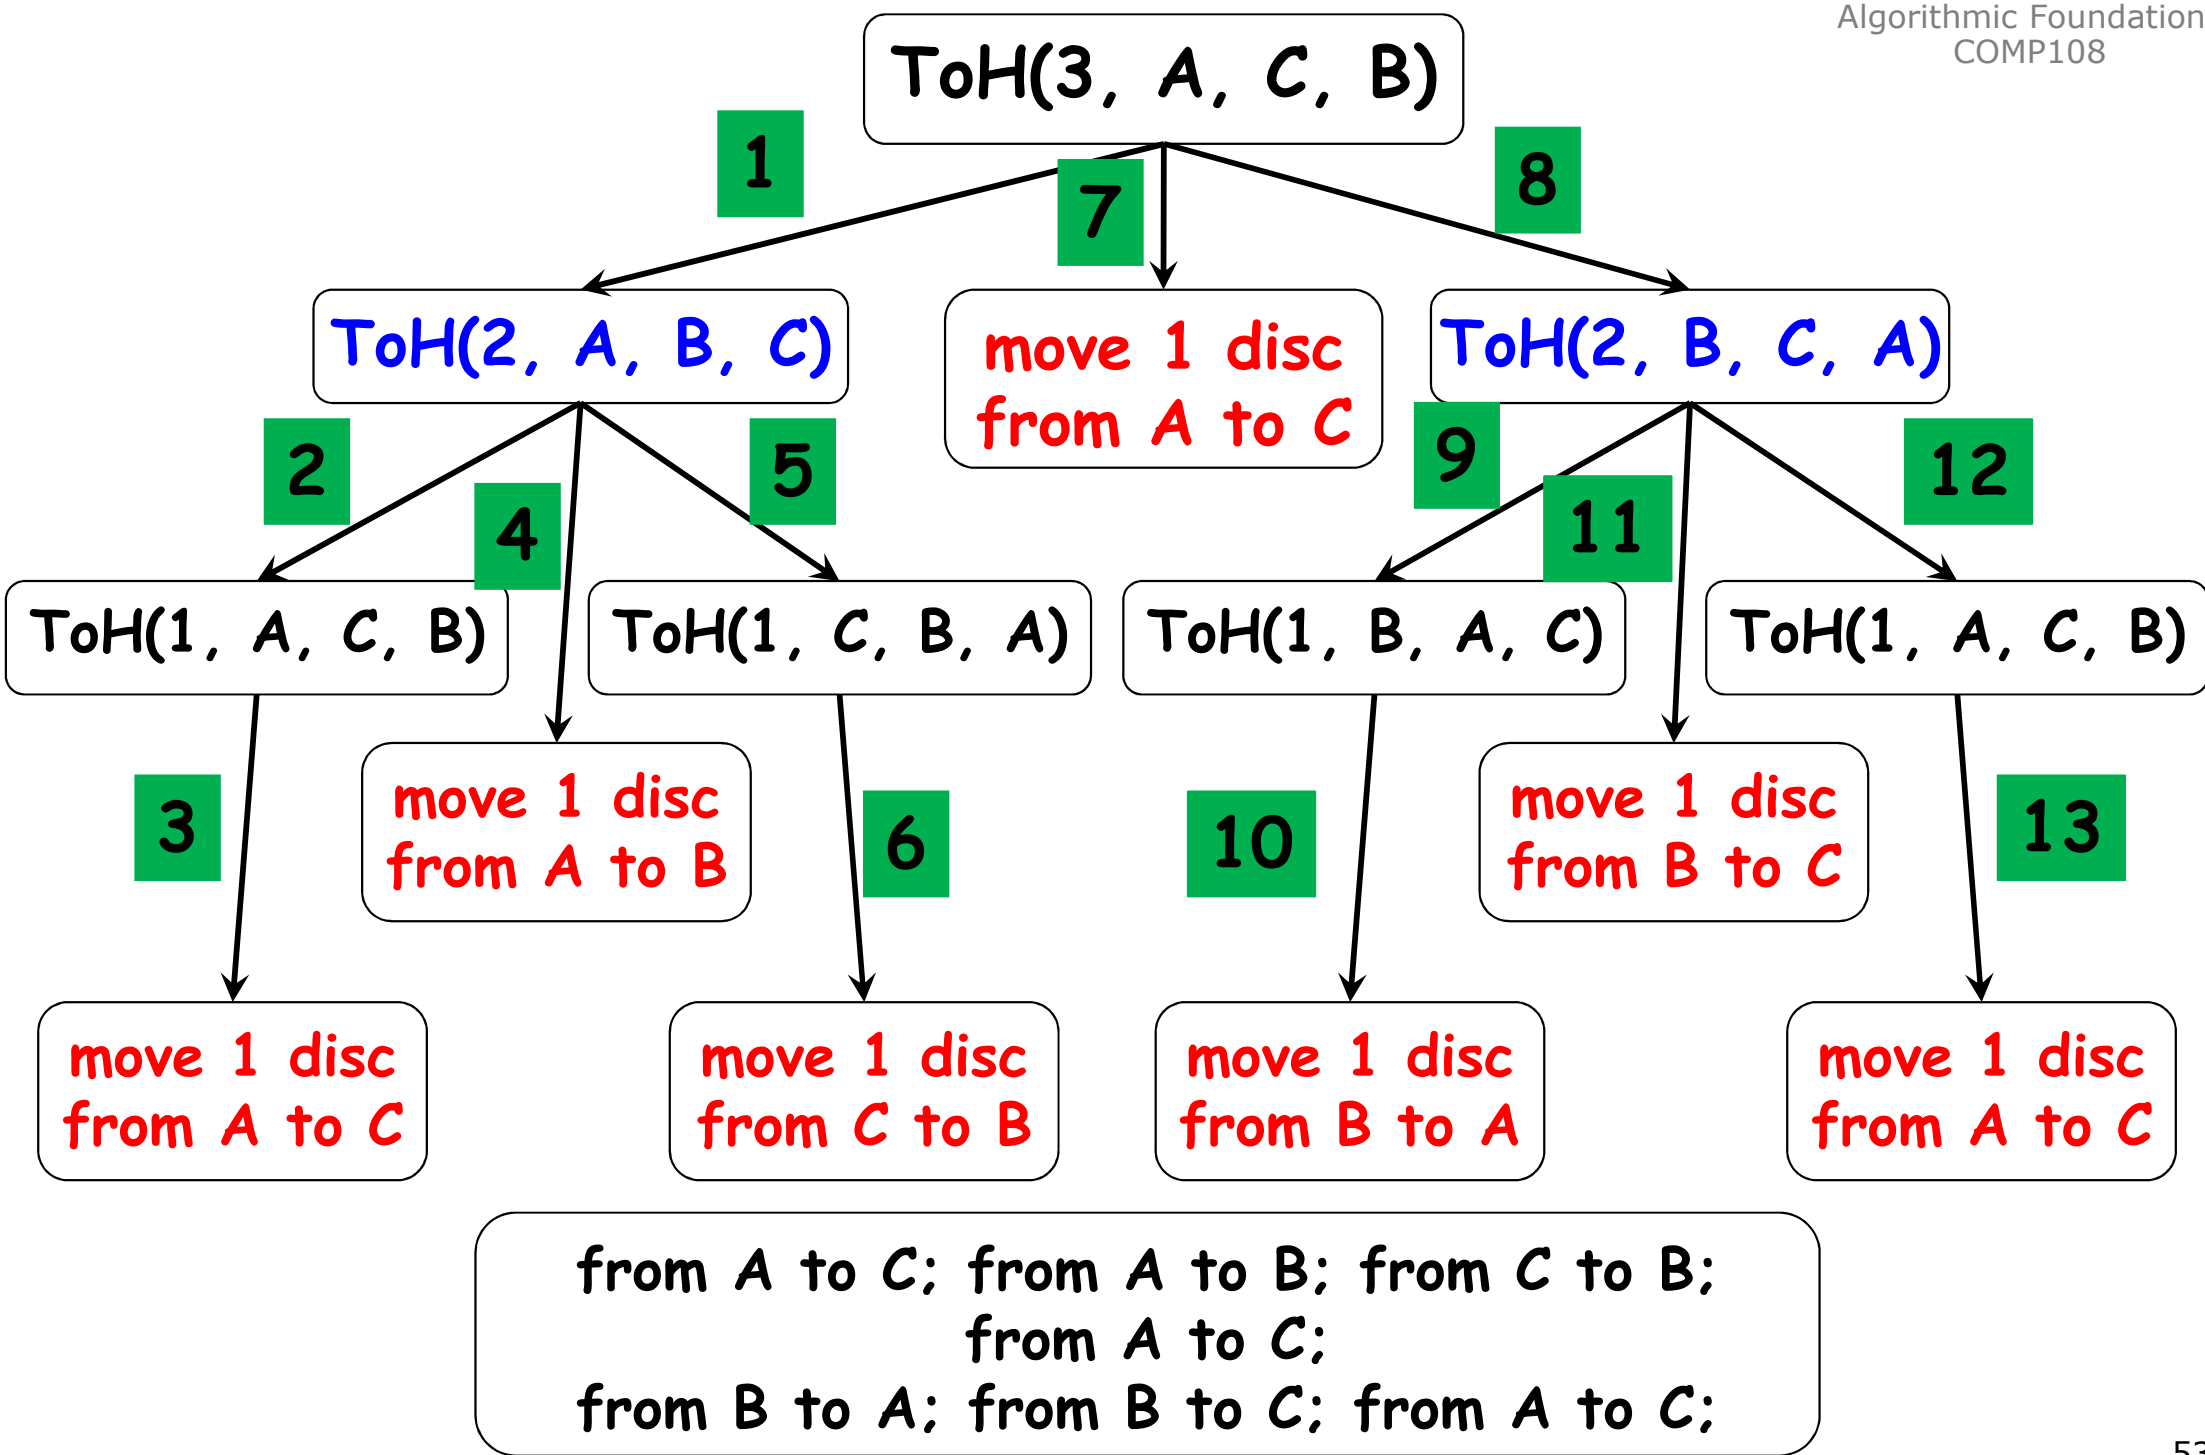 Algorithmic Foundation
COMP108
ToH(3, A, C, B)
1
7
8
ToH(2, A, B, C)
move 1 disc
from A to C
ToH(2, B, C, A)
2
4
5
9
11
12
ToH(1, A, C, B)
ToH(1, C, B, A)
ToH(1, B, A, C)
ToH(1, A, C, B)
move 1 disc
from A to B
move 1 disc
from B to C
3
6
10
13
move 1 disc
from A to C
move 1 disc
from C to B
move 1 disc
from B to A
move 1 disc
from A to C
from A to C; from A to B; from C to B;
from A to C;
from B to A; from B to C; from A to C;